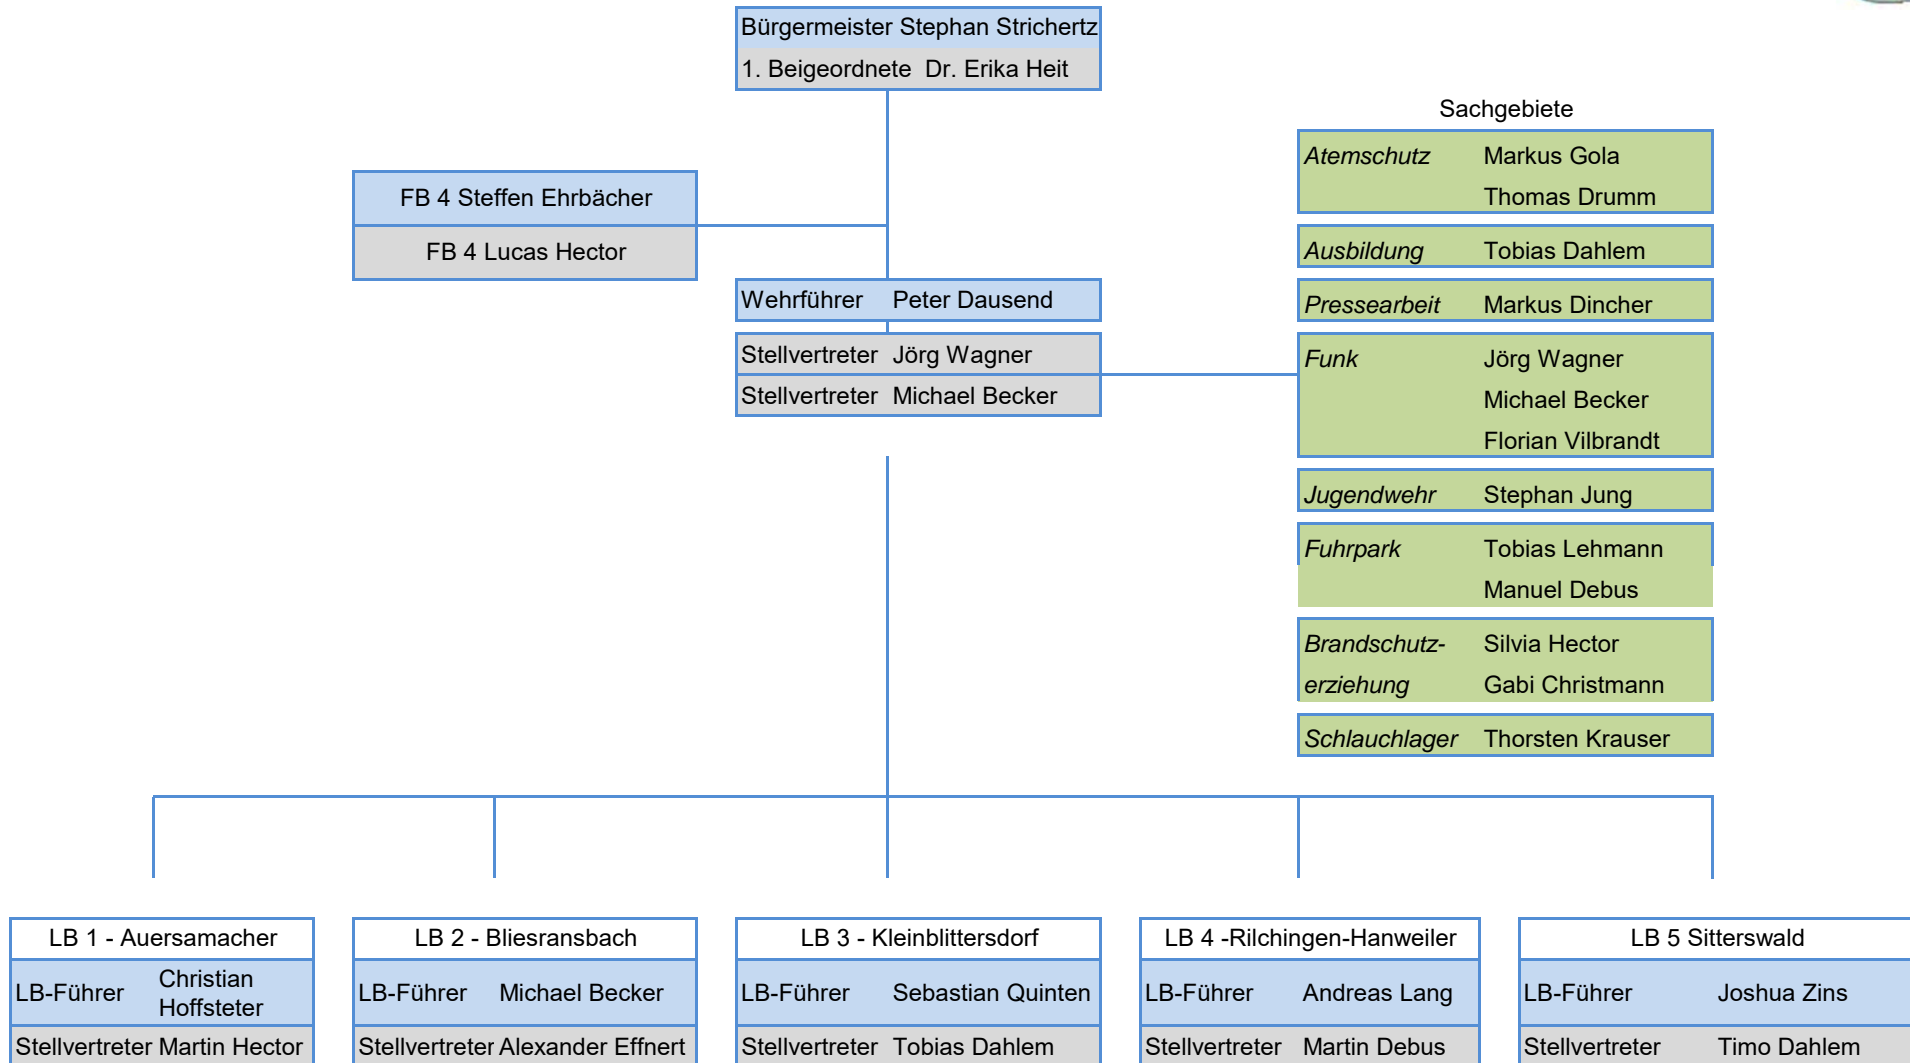 Bürgermeister Stephan Strichertz
1. Beigeordnete Dr. Erika Heit
FB 4 Steffen Ehrbächer
FB 4 Lucas Hector
Wehrführer Peter Dausend
Stellvertreter Jörg Wagner
Stellvertreter Michael Becker
Sachgebiete
Atemschutz Markus Gola
Thomas Drumm
Ausbildung Tobias Dahlem
Pressearbeit Markus Dincher
Funk Jörg Wagner
Michael Becker
Florian Vilbrandt
Jugendwehr Stephan Jung
Fuhrpark Tobias Lehmann
Manuel Debus
Brandschutz- Silvia Hector
erziehung Gabi Christmann
Schlauchlager Thorsten Krauser
LB 1 - Auersamacher
LB-Führer Christian
Hoffsteter
Stellvertreter Martin Hector
LB 2 - Bliesransbach
LB-Führer Michael Becker
Stellvertreter Alexander Effnert
LB 3 - Kleinblittersdorf
LB-Führer Sebastian Quinten
Stellvertreter Tobias Dahlem
LB 4 -Rilchingen-Hanweiler
LB-Führer Andreas Lang
Stellvertreter Martin Debus
LB 5 Sitterswald
LB-Führer Joshua Zins
Stellvertreter Timo Dahlem